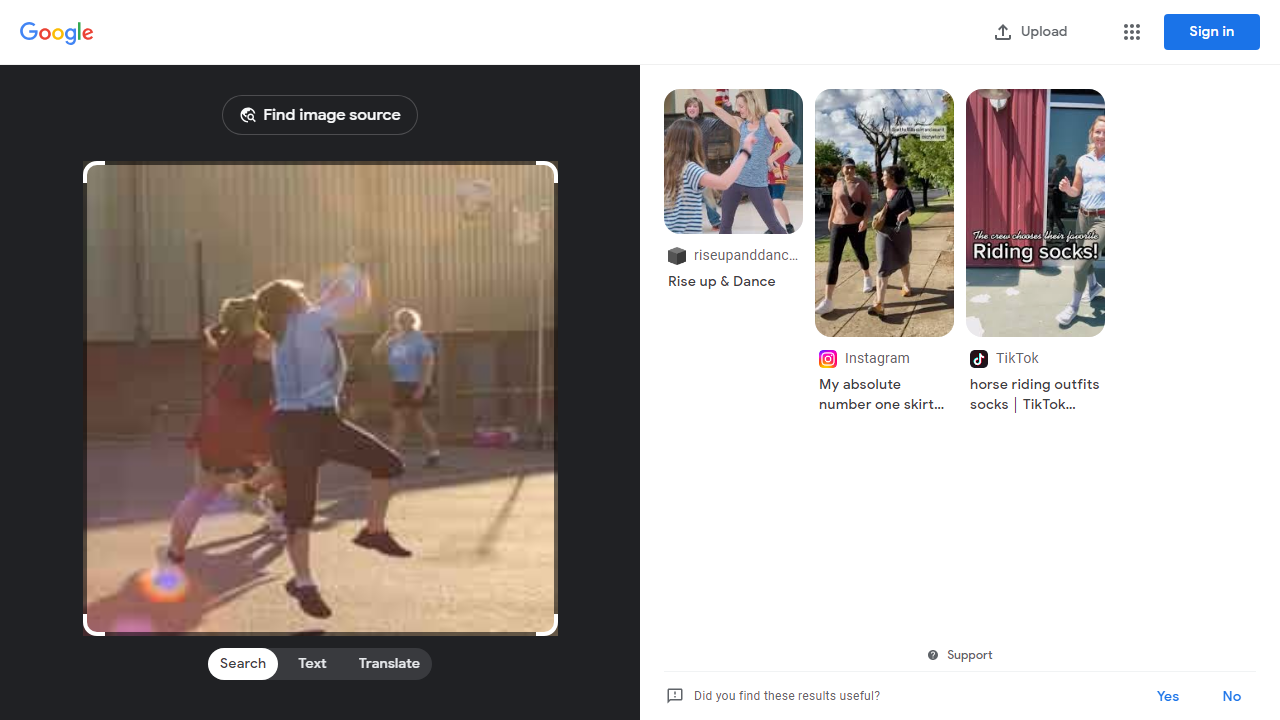 Google
Upload
Sign in
Find image source
Search
Text
Translate
riseupanddanc...
Rise up & Dance
Instagram
My absolute
number one skirt...
The crew chooses their favorite
Riding socks!
TikTok
horse riding outfits
socks | TikTok...
Support
Did you find these results useful?
Yes
No